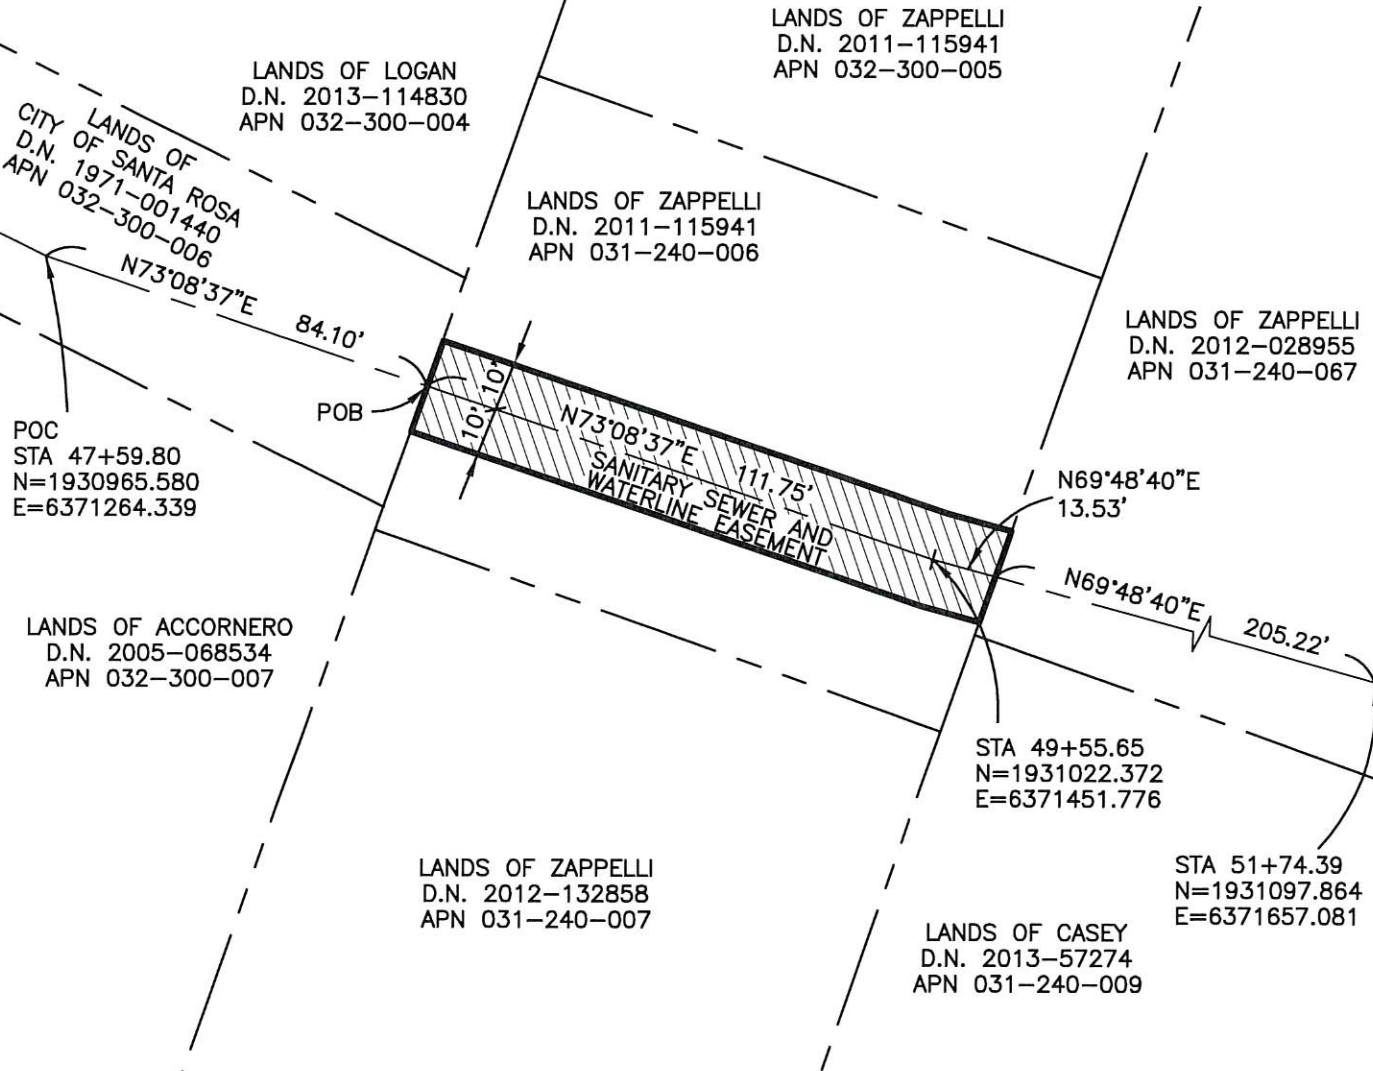 LANDS OF ZAPPELLI
D.N. 2011-115941
APN 032-300-005
LANDS OF LOGAN
D.N. 2013-114830
APN 032-300-004
LANDS OF
CITY OF SANTA ROSA
D.N. 1971-001440
APN 032-300-006
LANDS OF ZAPPELLI
D.N. 2011-115941
APN 031-240-006
N73°08'37"E 84.10'
LANDS OF ZAPPELLI
D.N. 2012-028955
APN 031-240-067
POB
10'
10'
POC
STA 47+59.80
N=1930965.580
E=6371264.339
N73°08'37"E 111.75'
SANITARY SEWER AND
WATERLINE EASEMENT
N69°48'40"E
13.53'
N69°48'40"E 205.22'
LANDS OF ACCORNERO
D.N. 2005-068534
APN 032-300-007
STA 49+55.65
N=1931022.372
E=6371451.776
STA 51+74.39
N=1931097.864
E=6371657.081
LANDS OF ZAPPELLI
D.N. 2012-132858
APN 031-240-007
LANDS OF CASEY
D.N. 2013-57274
APN 031-240-009